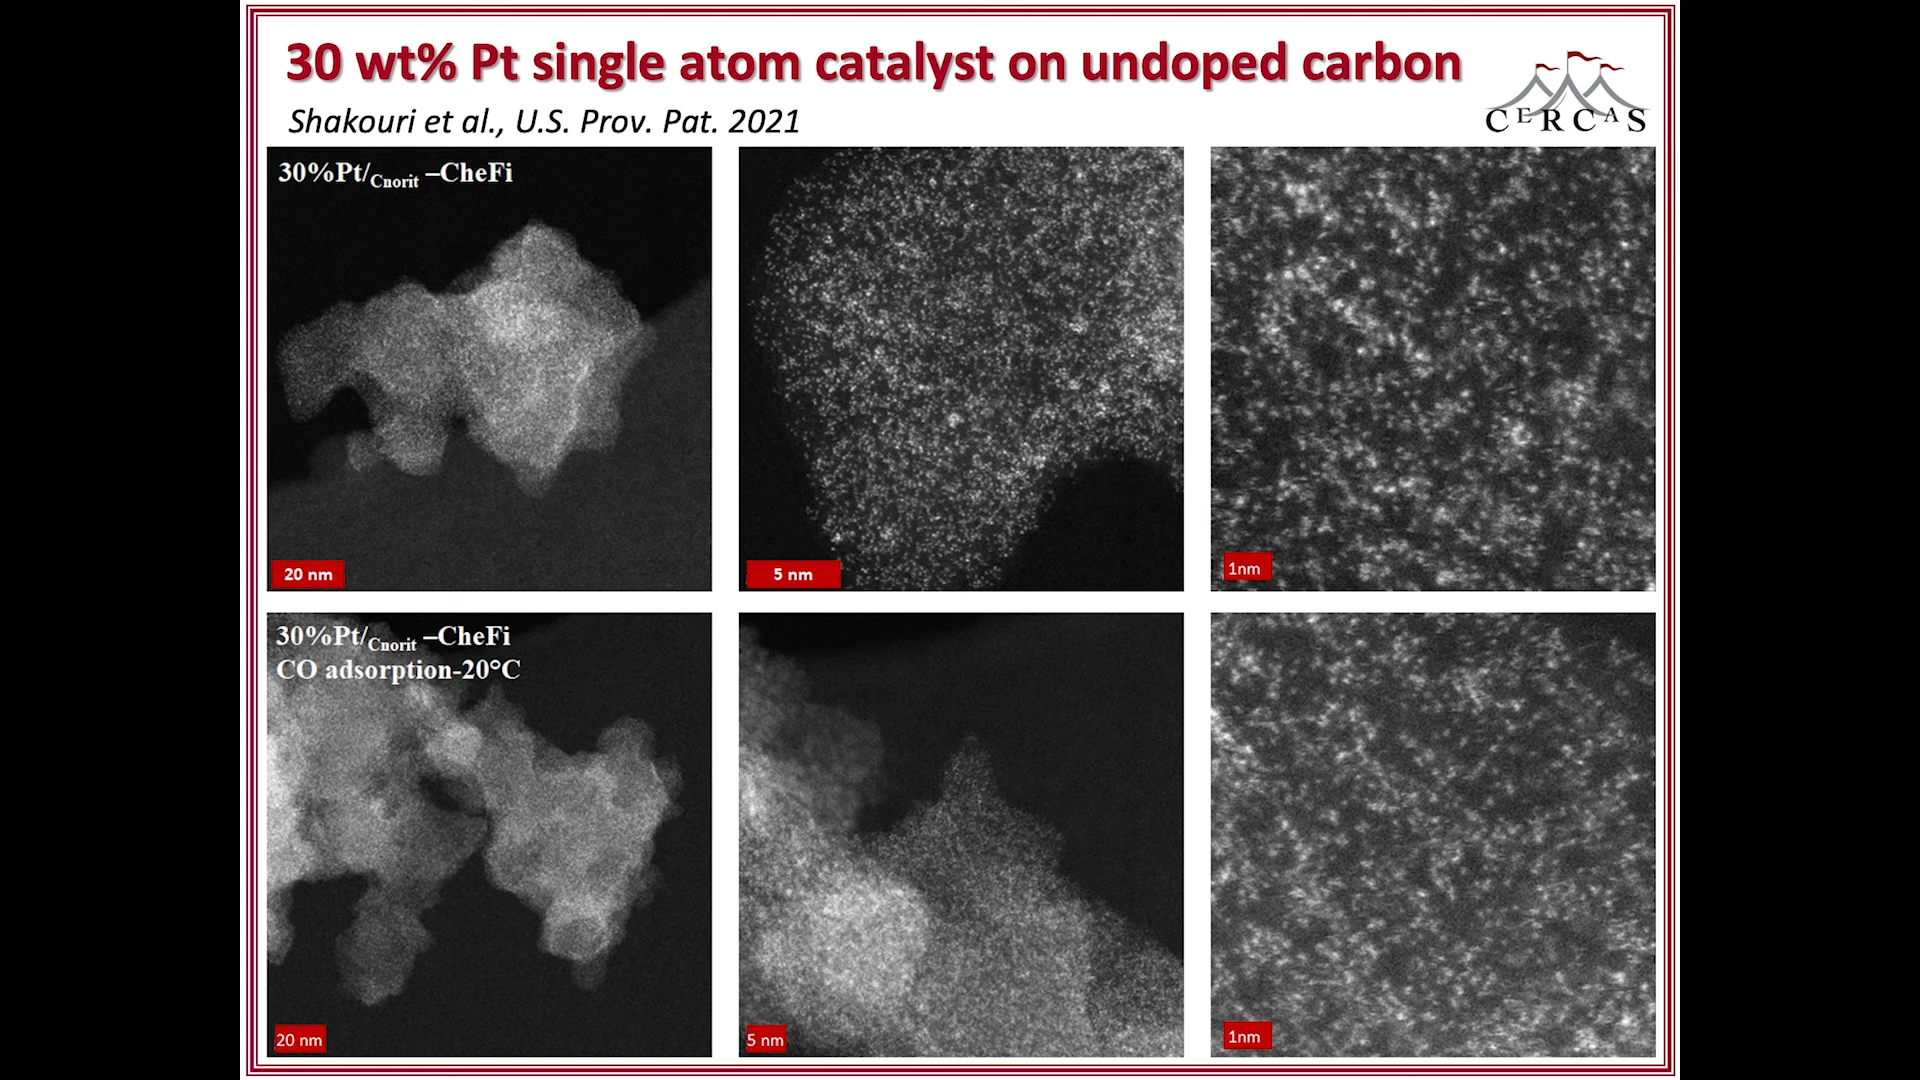 30 wt% Pt single atom catalyst on undoped carbon
Shakouri et al., U.S. Prov. Pat. 2021
CERCAS
30%Pt/Cnorit –CheFi
20 nm
5 nm
1nm
30%Pt/Cnorit –CheFi
CO adsorption-20°C
20 nm
5 nm
1nm